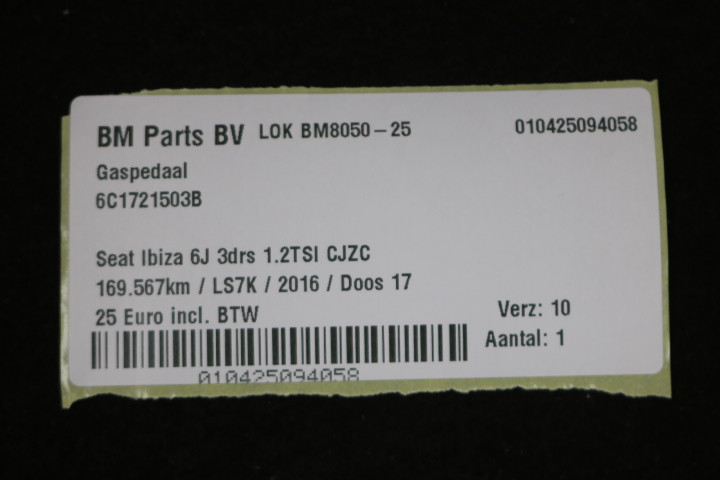 BM Parts BV LOK BM8050-25 010425094058
Gaspedaal
6C1721503B
Seat Ibiza 6J 3drs 1.2TSI CJZC
169.567km / LS7K / 2016 / Doos 17
25 Euro incl. BTW Verz: 10
Aantal: 1
010425094058